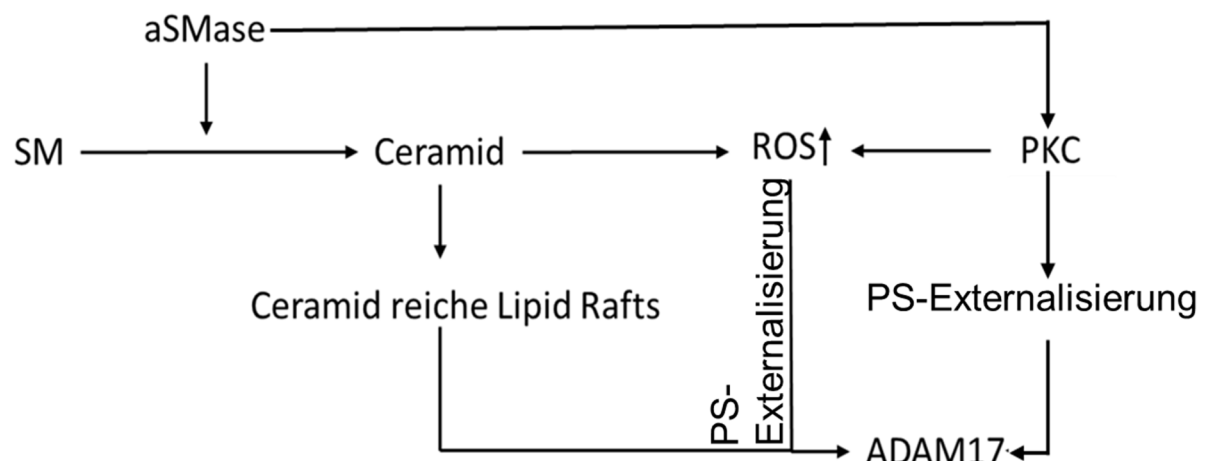 aSMase
SM
Ceramid
ROS↑
PKC
Ceramid reiche Lipid Rafts
PS-
Externalisierung
PS-Externalisierung
ADAM17